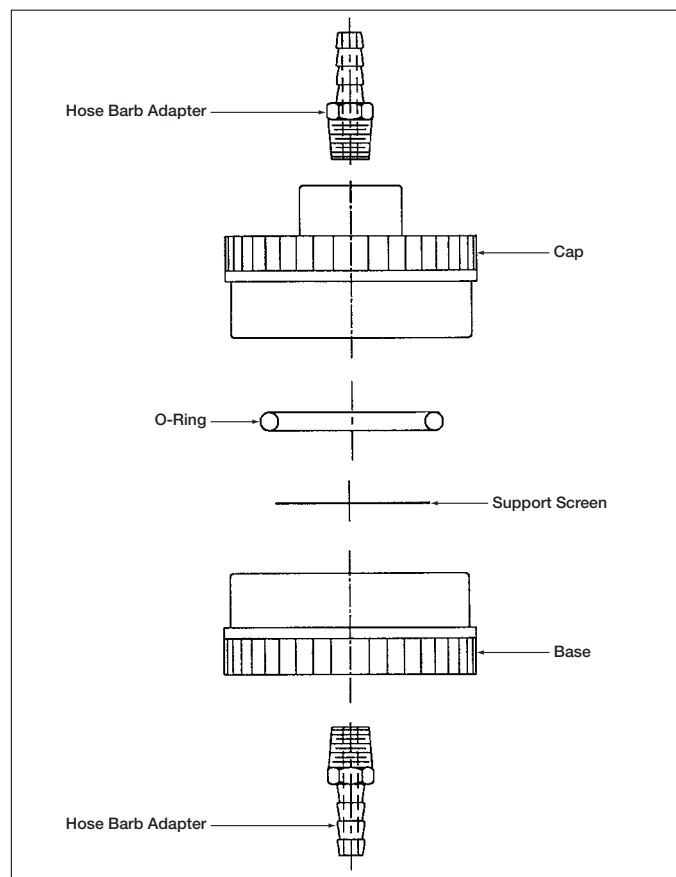 Hose Barb Adapter
Cap
O-Ring
Support Screen
Base
Hose Barb Adapter